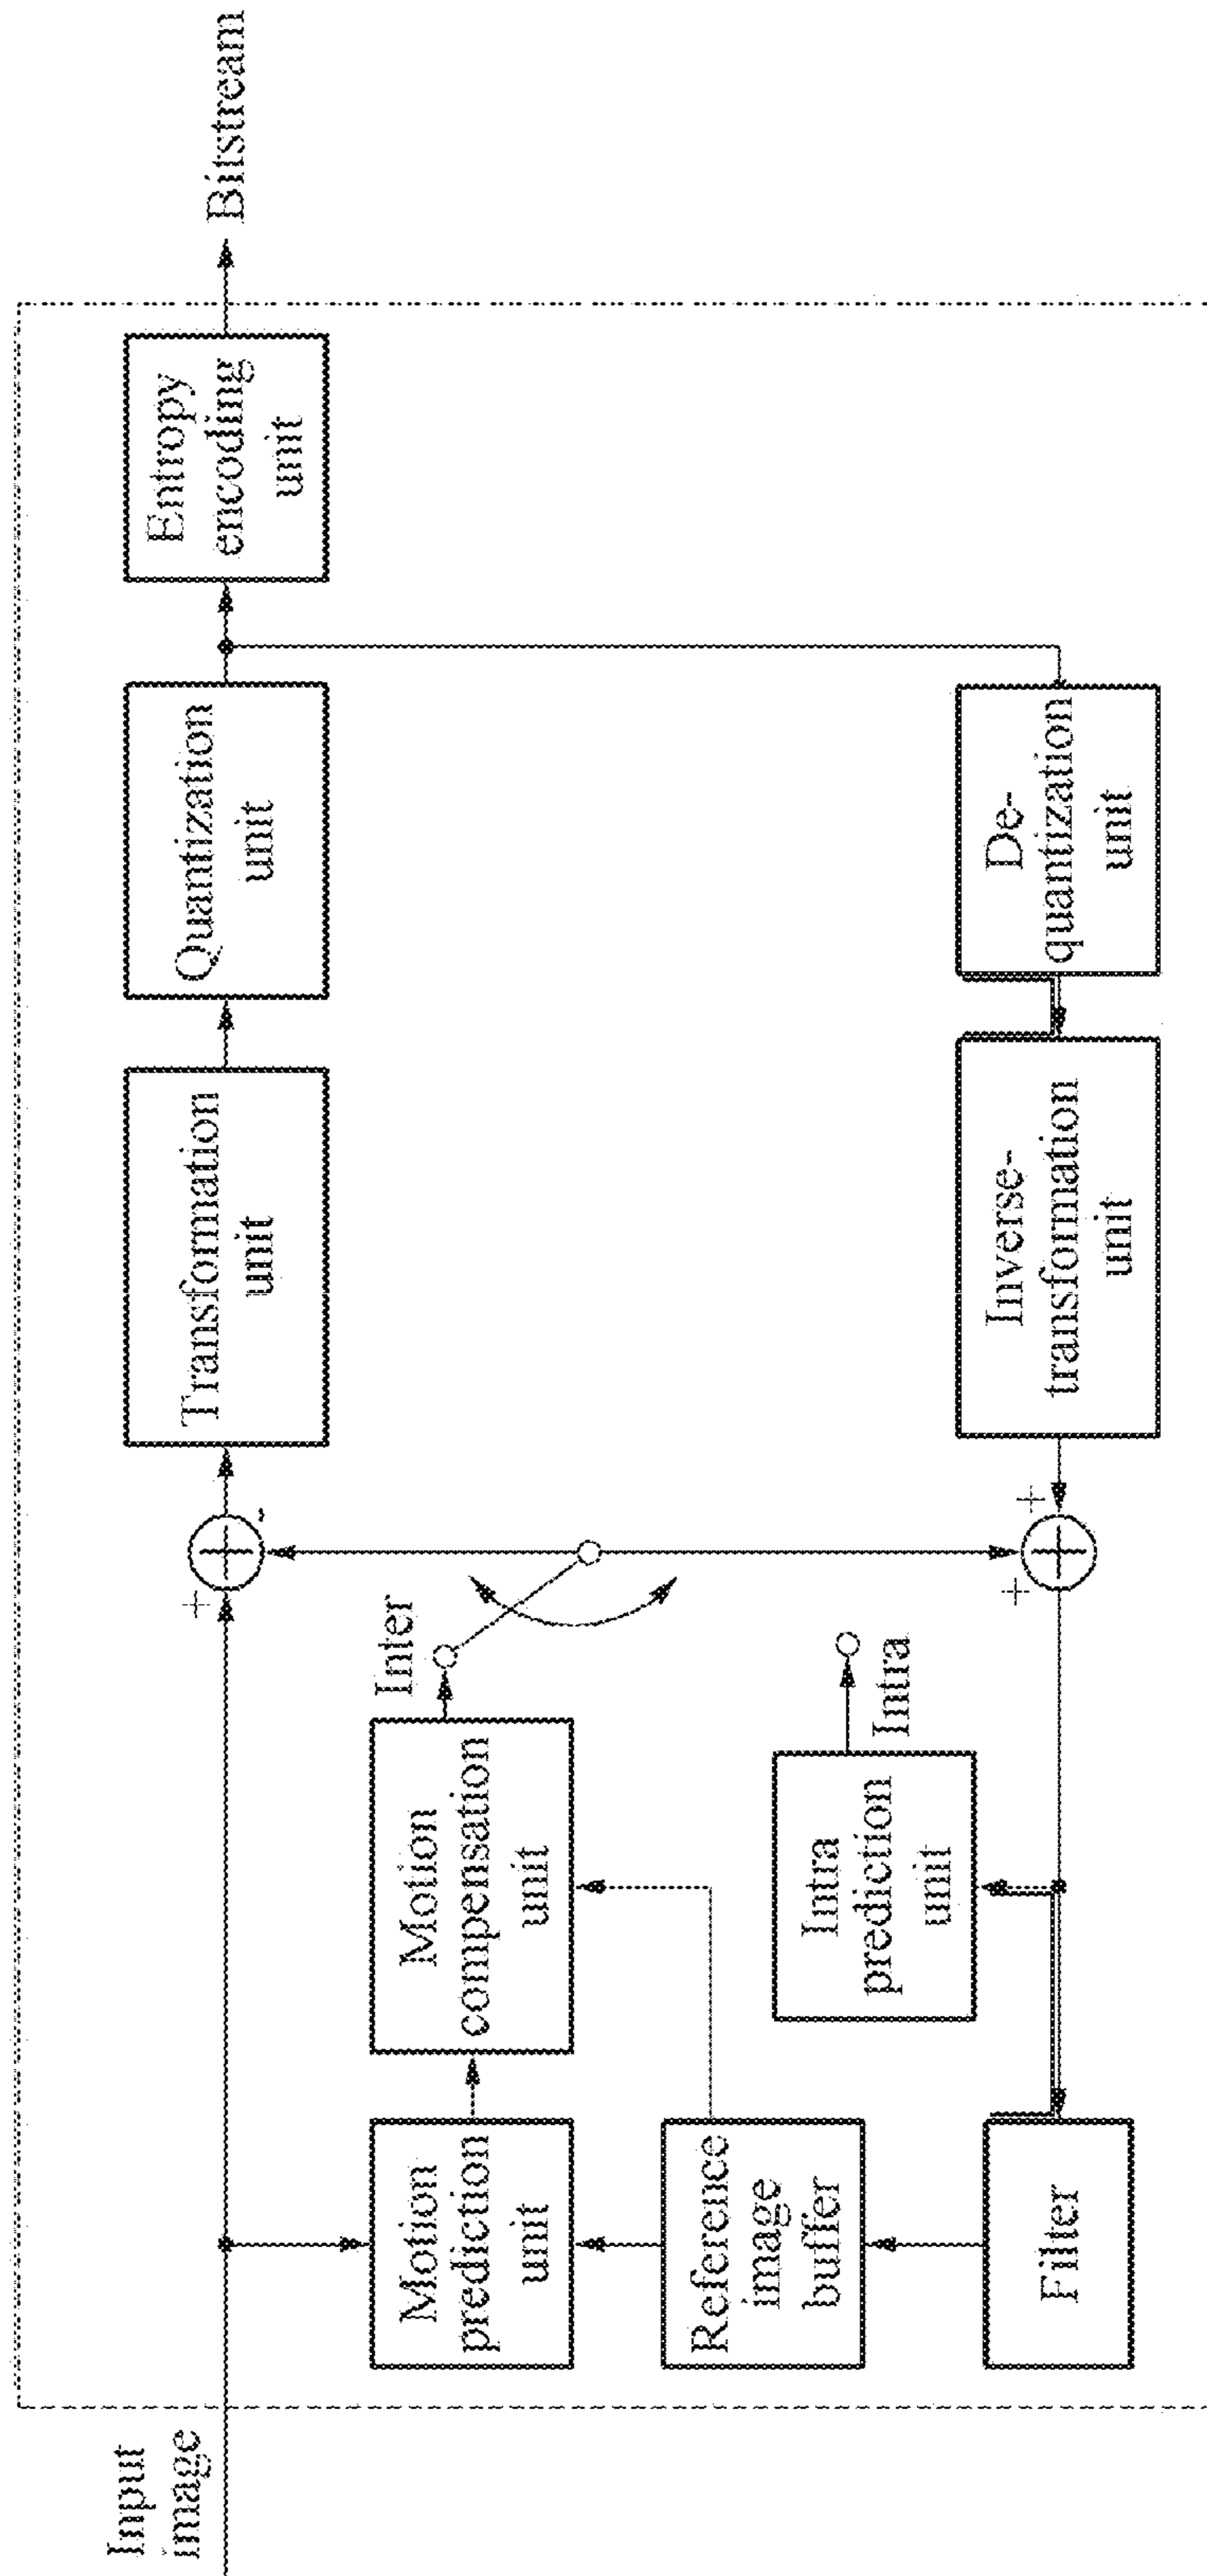 Input
image
Bitstream
Transformation
unit
Quantization
unit
Entropy
encoding
unit
+
-
Motion
prediction
unit
Motion
compensation
unit
Inter
Reference
image
buffer
Intra
prediction
unit
Intra
Filter
+
+
Inverse-
transformation
unit
De-
quantization
unit